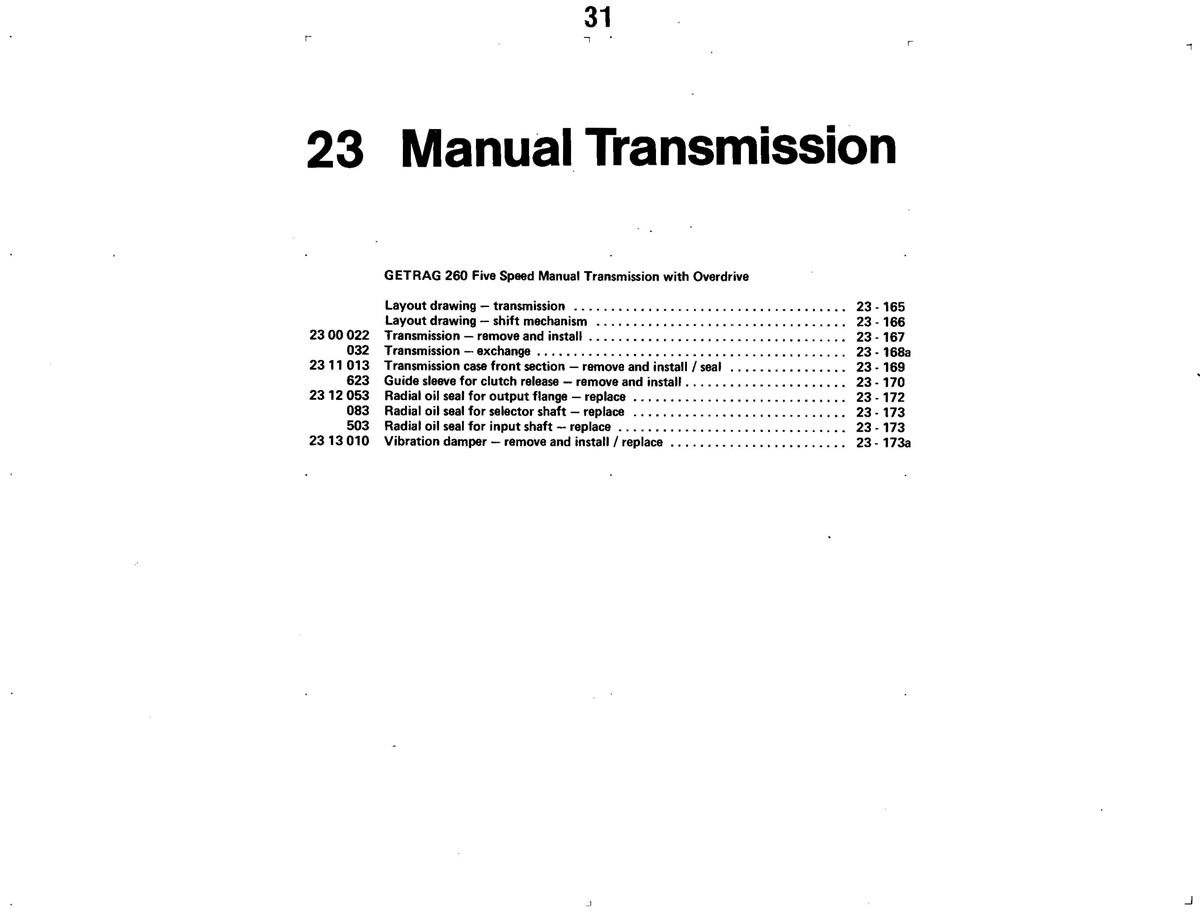 31
23 Manual Transmission
GETRAG 260 Five Speed Manual Transmission with Overdrive
Layout drawing — transmission .................................... 23 - 165
Layout drawing — shift mechanism ................................. 23 - 166
23 00 022 Transmission — remove and install .................................. 23 - 167
032 Transmission — exchange ......................................... 23 - 168a
23 11 013 Transmission case front section — remove and install / seal ................ 23 - 169
623 Guide sleeve for clutch release — remove and install ...................... 23 - 170
23 12 053 Radial oil seal for output flange — replace ............................. 23 - 172
083 Radial oil seal for selector shaft — replace ............................. 23 - 173
503 Radial oil seal for input shaft — replace ............................... 23 - 173
23 13 010 Vibration damper — remove and install / replace ........................ 23 - 173a